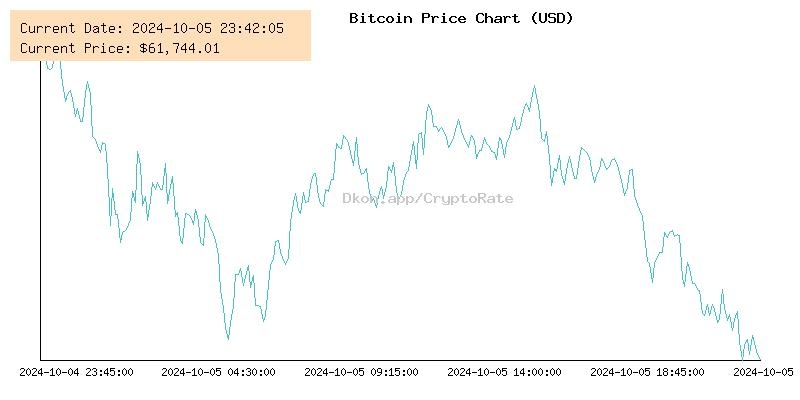 Bitcoin Price Chart (USD)
Current Date: 2024-10-05 23:42:05
Current Price: $61,744.01
Dkon.app/CryptoRate
2024-10-04 23:45:00 2024-10-05 04:30:00 2024-10-05 09:15:00 2024-10-05 14:00:00 2024-10-05 18:45:00 2024-10-05